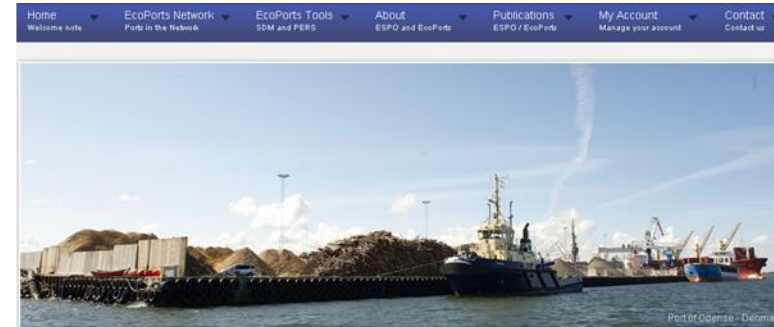 Home
Welcome note
EcoPorts Network
Ports in the Network
EcoPorts Tools
SDM and PERS
About
ESPO and EcoPorts
Publications
ESPO / EcoPorts
My Account
Manage your account
Contact
Contact us
Port of Odense - Denma